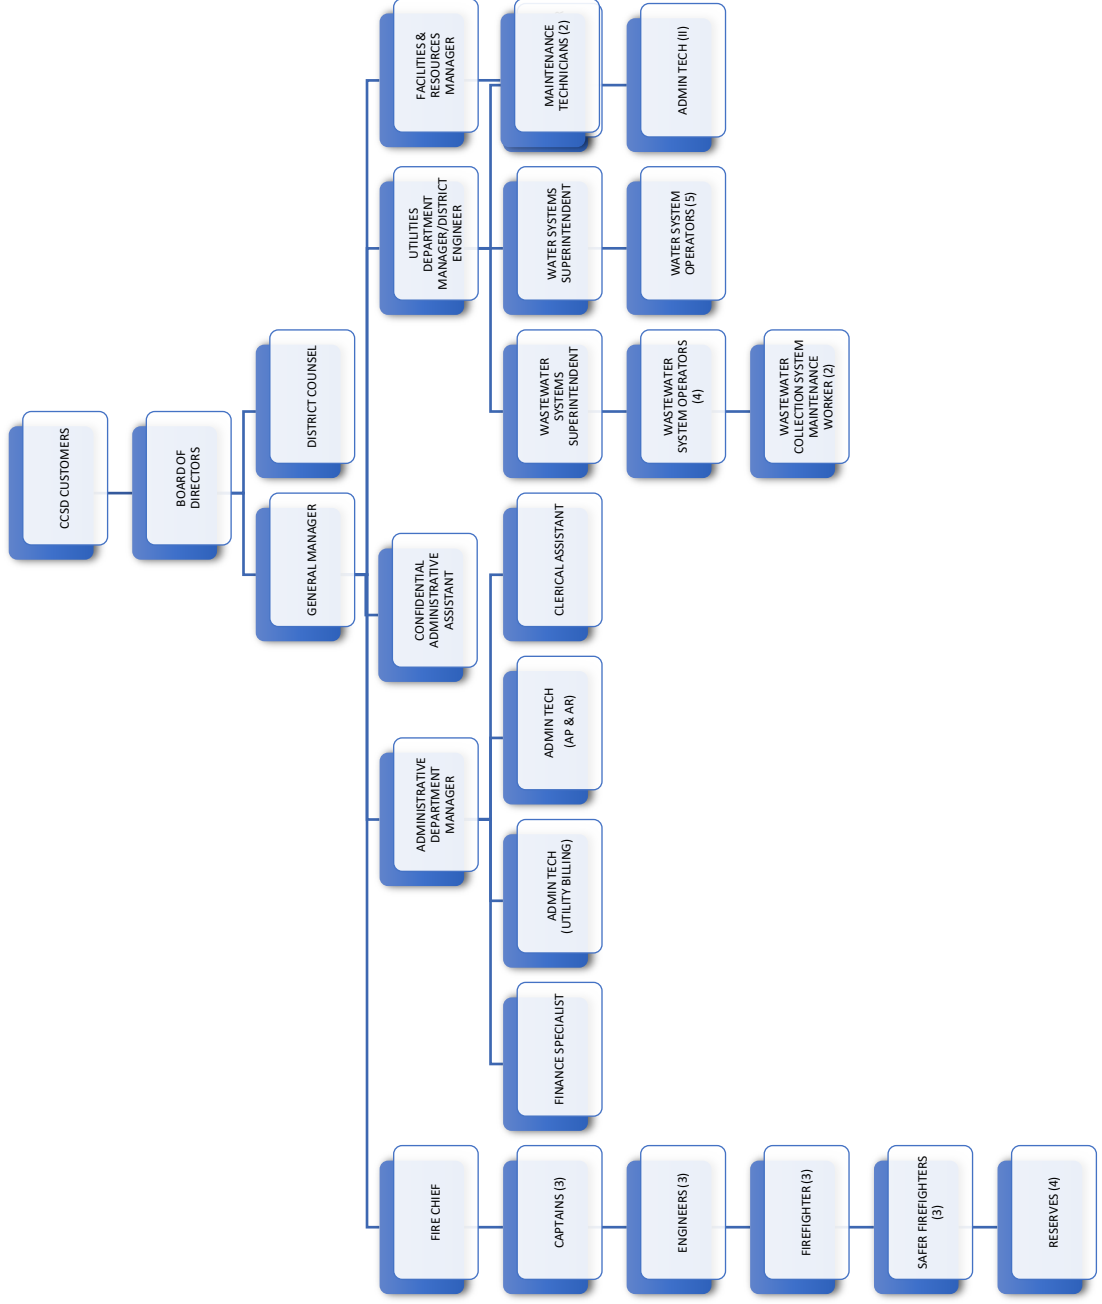 CCSD CUSTOMERS
BOARD OF
DIRECTORS
GENERAL MANAGER
DISTRICT COUNSEL
FIRE CHIEF
ADMINISTRATIVE
DEPARTMENT
MANAGER
CONFIDENTIAL
ADMINISTRATIVE
ASSISTANT
UTILITIES
DEPARTMENT
MANAGER/DISTRICT
ENGINEER
FACILITIES &
RESOURCES
MANAGER
CAPTAINS (3)
FINANCE SPECIALIST
ADMIN TECH
(UTILITY BILLING)
ADMIN TECH
(AP & AR)
CLERICAL ASSISTANT
WASTEWATER
SYSTEMS
SUPERINTENDENT
WATER SYSTEMS
SUPERINTENDENT
MAINTENANCE
TECHNICIANS (2)
ENGINEERS (3)
WASTEWATER
SYSTEM OPERATORS
(4)
WATER SYSTEM
OPERATORS (5)
ADMIN TECH (II)
FIREFIGHTER (3)
WASTEWATER
COLLECTION SYSTEM
MAINTENANCE
WORKER (2)
SAFER FIREFIGHTERS
(3)
RESERVES (4)